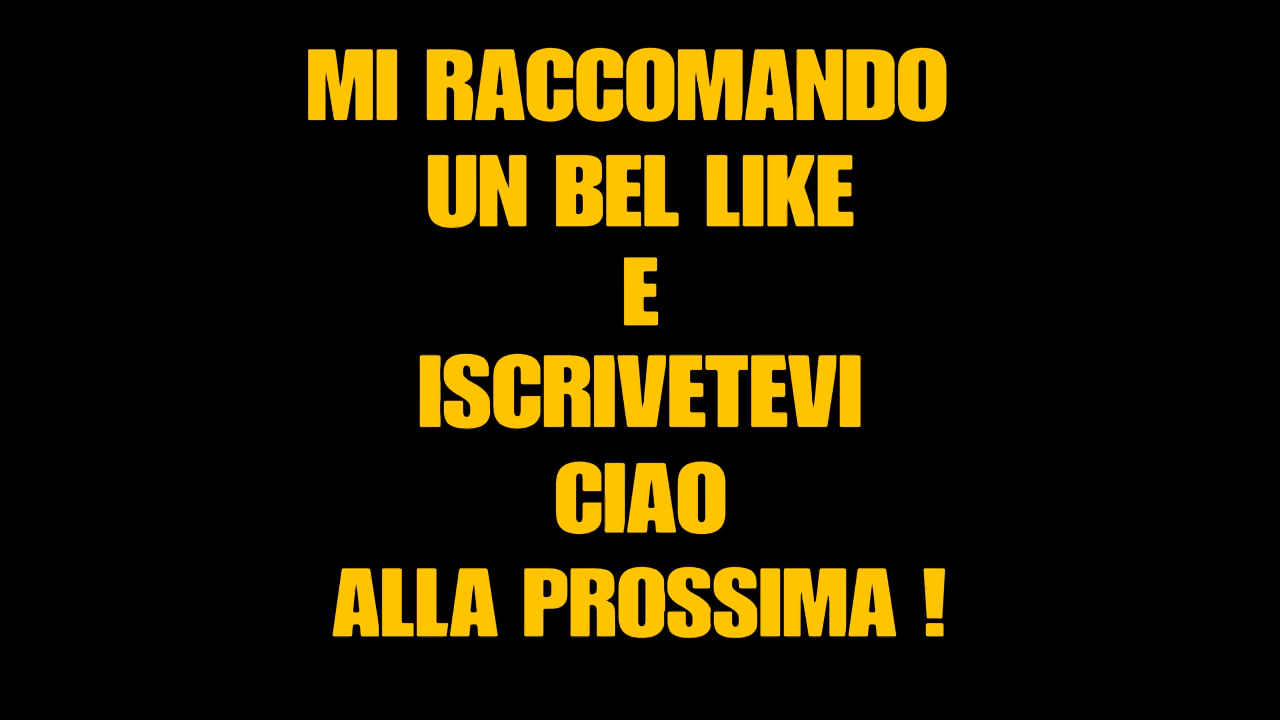 MI RACCOMANDO
UN BEL LIKE
E
ISCRIVETEVI
CIAO
ALLA PROSSIMA !